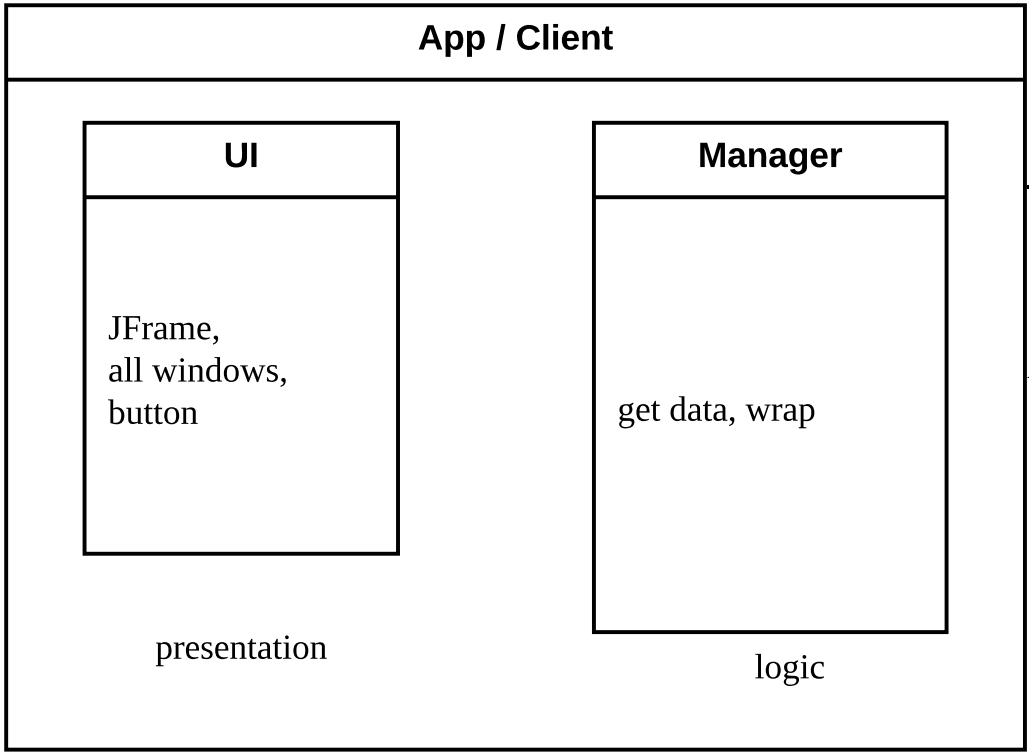 App / Client
UI
JFrame,
all windows,
button
presentation
Manager
get data, wrap
logic